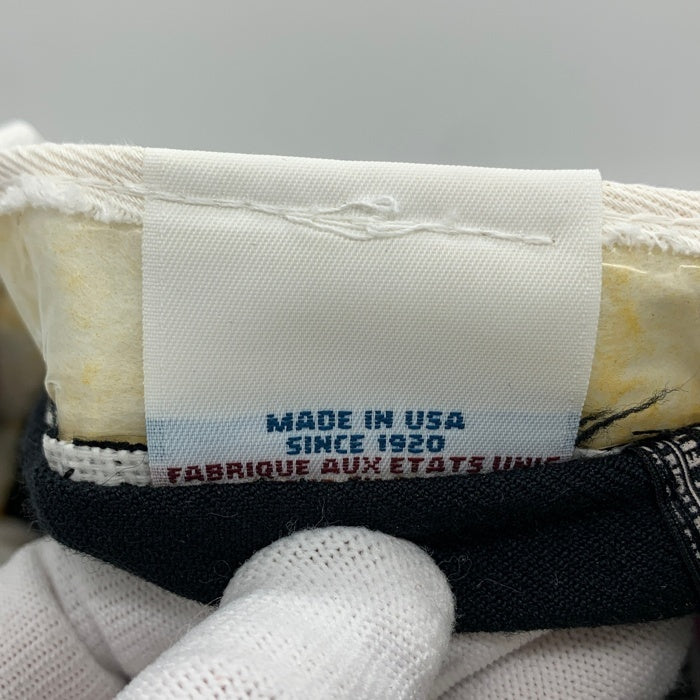 MADE IN USA
SINCE 1920
FABRIQUE AUX ETATS UNIS